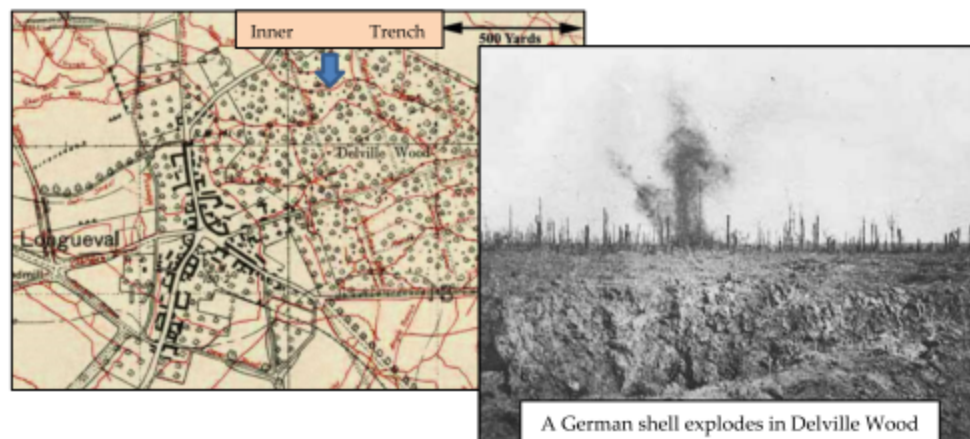 Inner Trench
500 Yards
Delville Wood
Longueval
A German shell explodes in Delville Wood